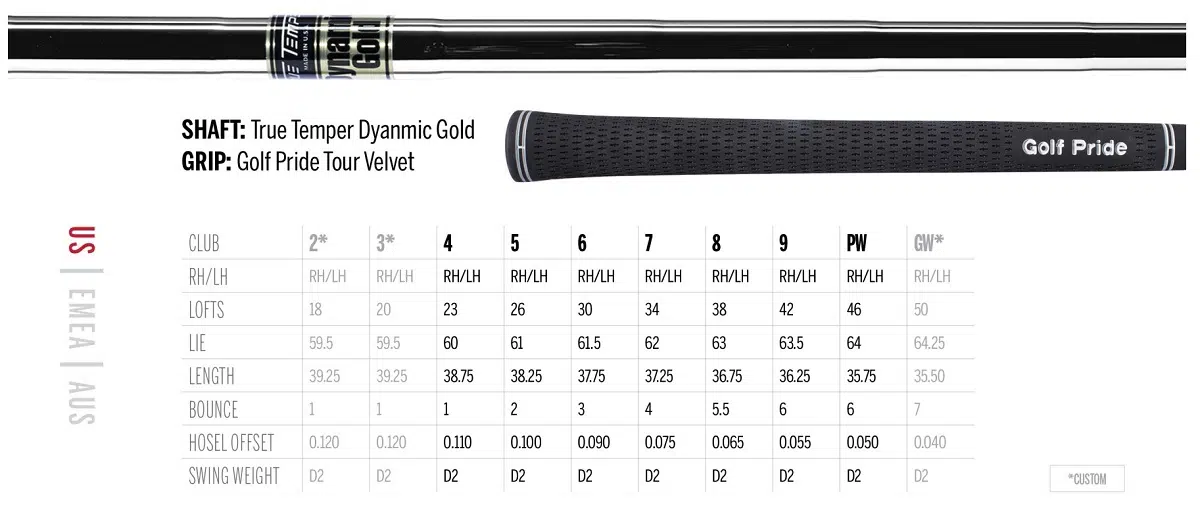 TEMP
MADE IN U.S.
Dynami
Gold
SHAFT: True Temper Dyanmic Gold
GRIP: Golf Pride Tour Velvet
Golf Pride
US | EMEA | AUS
CLUB 2* 3* 4 5 6 7 8 9 PW GW*
RH/LH RH/LH RH/LH RH/LH RH/LH RH/LH RH/LH RH/LH RH/LH RH/LH RH/LH
LOFTS 18 20 23 26 30 34 38 42 46 50
LIE 59.5 59.5 60 61 61.5 62 63 63.5 64 64.25
LENGTH 39.25 39.25 38.75 38.25 37.75 37.25 36.75 36.25 35.75 35.50
BOUNCE 1 1 1 2 3 4 5.5 6 6 7
HOSEL OFFSET 0.120 0.120 0.110 0.100 0.090 0.075 0.065 0.055 0.050 0.040
SWING WEIGHT D2 D2 D2 D2 D2 D2 D2 D2 D2 D2
*CUSTOM